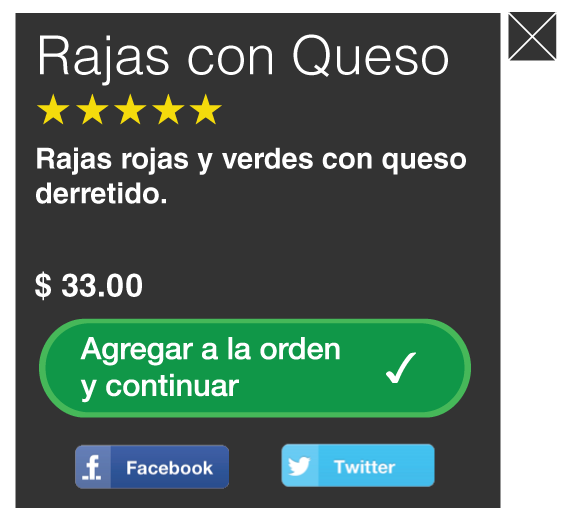 Rajas con Queso
Rajas rojas y verdes con queso
derretido.
$ 33.00
Agregar a la orden
y continuar
Facebook
Twitter